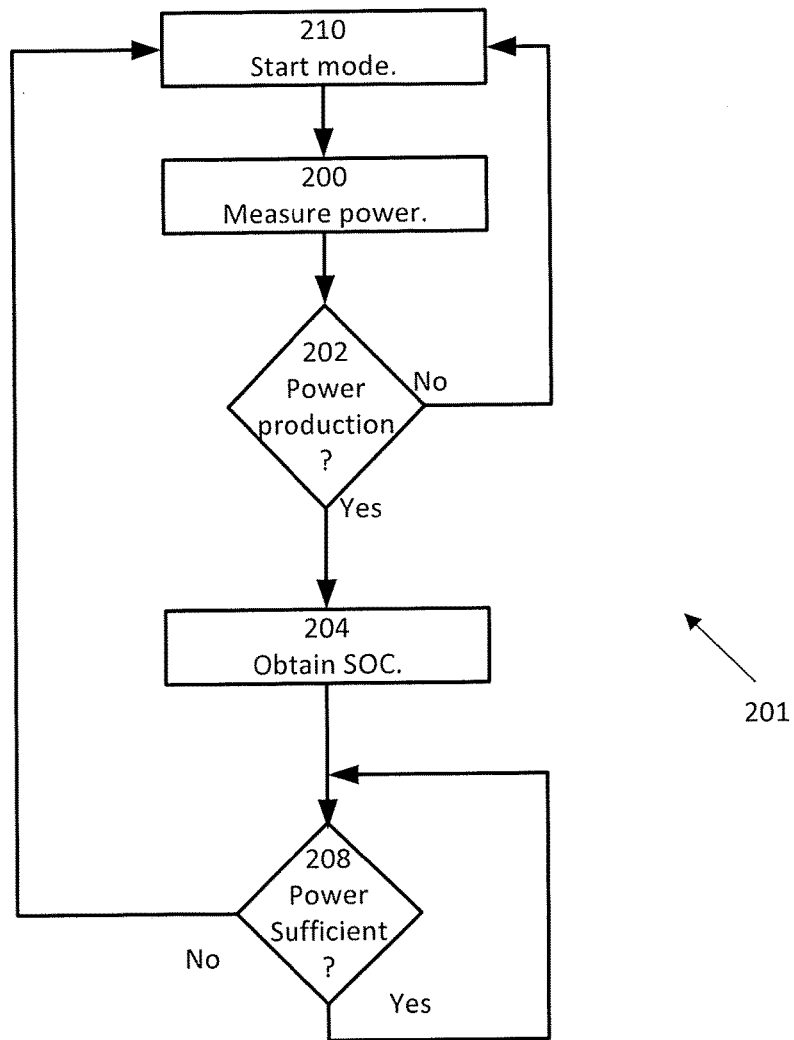 210
Start mode.
200
Measure power.
202
Power
production
?
No
Yes
204
Obtain SOC.
201
208
Power
Sufficient
?
No
Yes